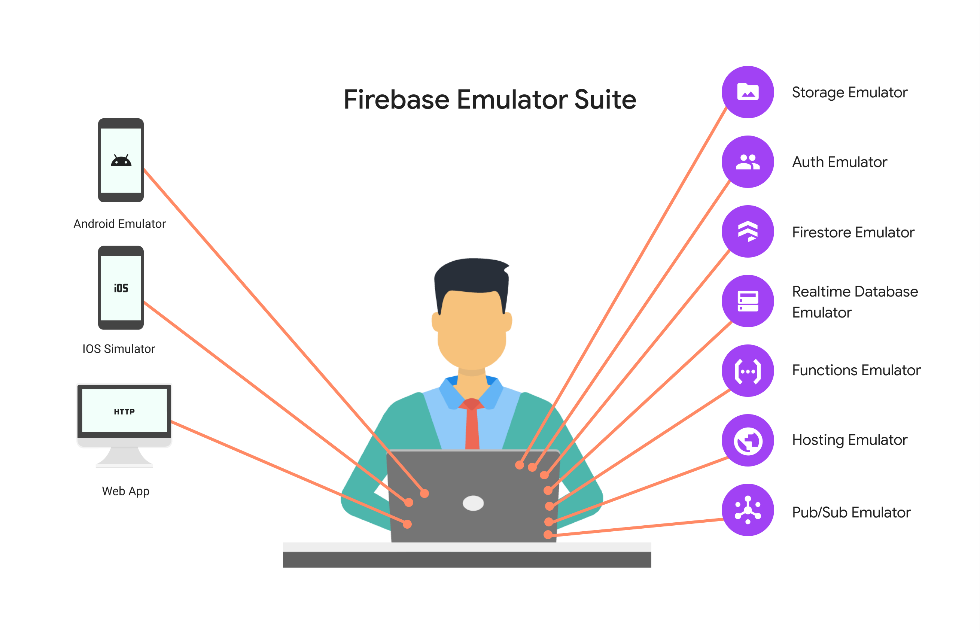 Firebase Emulator Suite
Android Emulator
iOS
IOS Simulator
HTTP
Web App
Storage Emulator
Auth Emulator
Firestore Emulator
Realtime Database
Emulator
Functions Emulator
Hosting Emulator
Pub/Sub Emulator